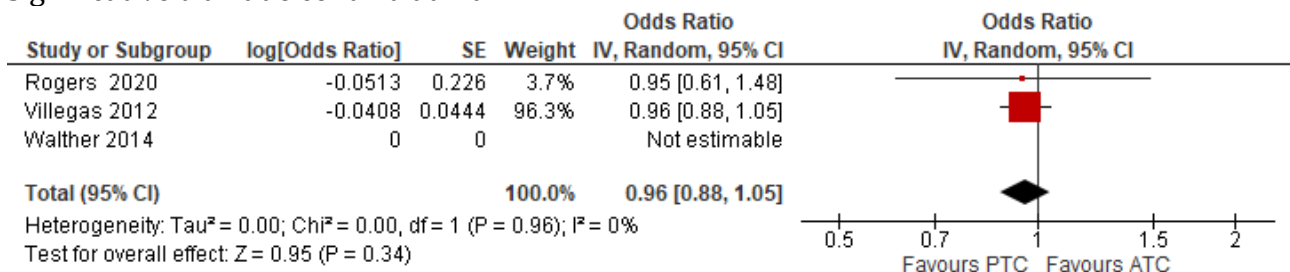 Odds Ratio Odds Ratio
Study or Subgroup log[Odds Ratio] SE Weight IV, Random, 95% CI IV, Random, 95% CI
Rogers 2020 -0.0513 0.226 3.7% 0.95 [0.61, 1.48]
Villegas 2012 -0.0408 0.0444 96.3% 0.96 [0.88, 1.05]
Walther 2014 0 0 Not estimable
Total (95% CI) 100.0% 0.96 [0.88, 1.05]
Heterogeneity: Tau² = 0.00; Chi² = 0.00, df = 1 (P = 0.96); I² = 0%
Test for overall effect: Z = 0.95 (P = 0.34)
0.5 0.7 1 1.5 2
Favours PTC Favours ATC